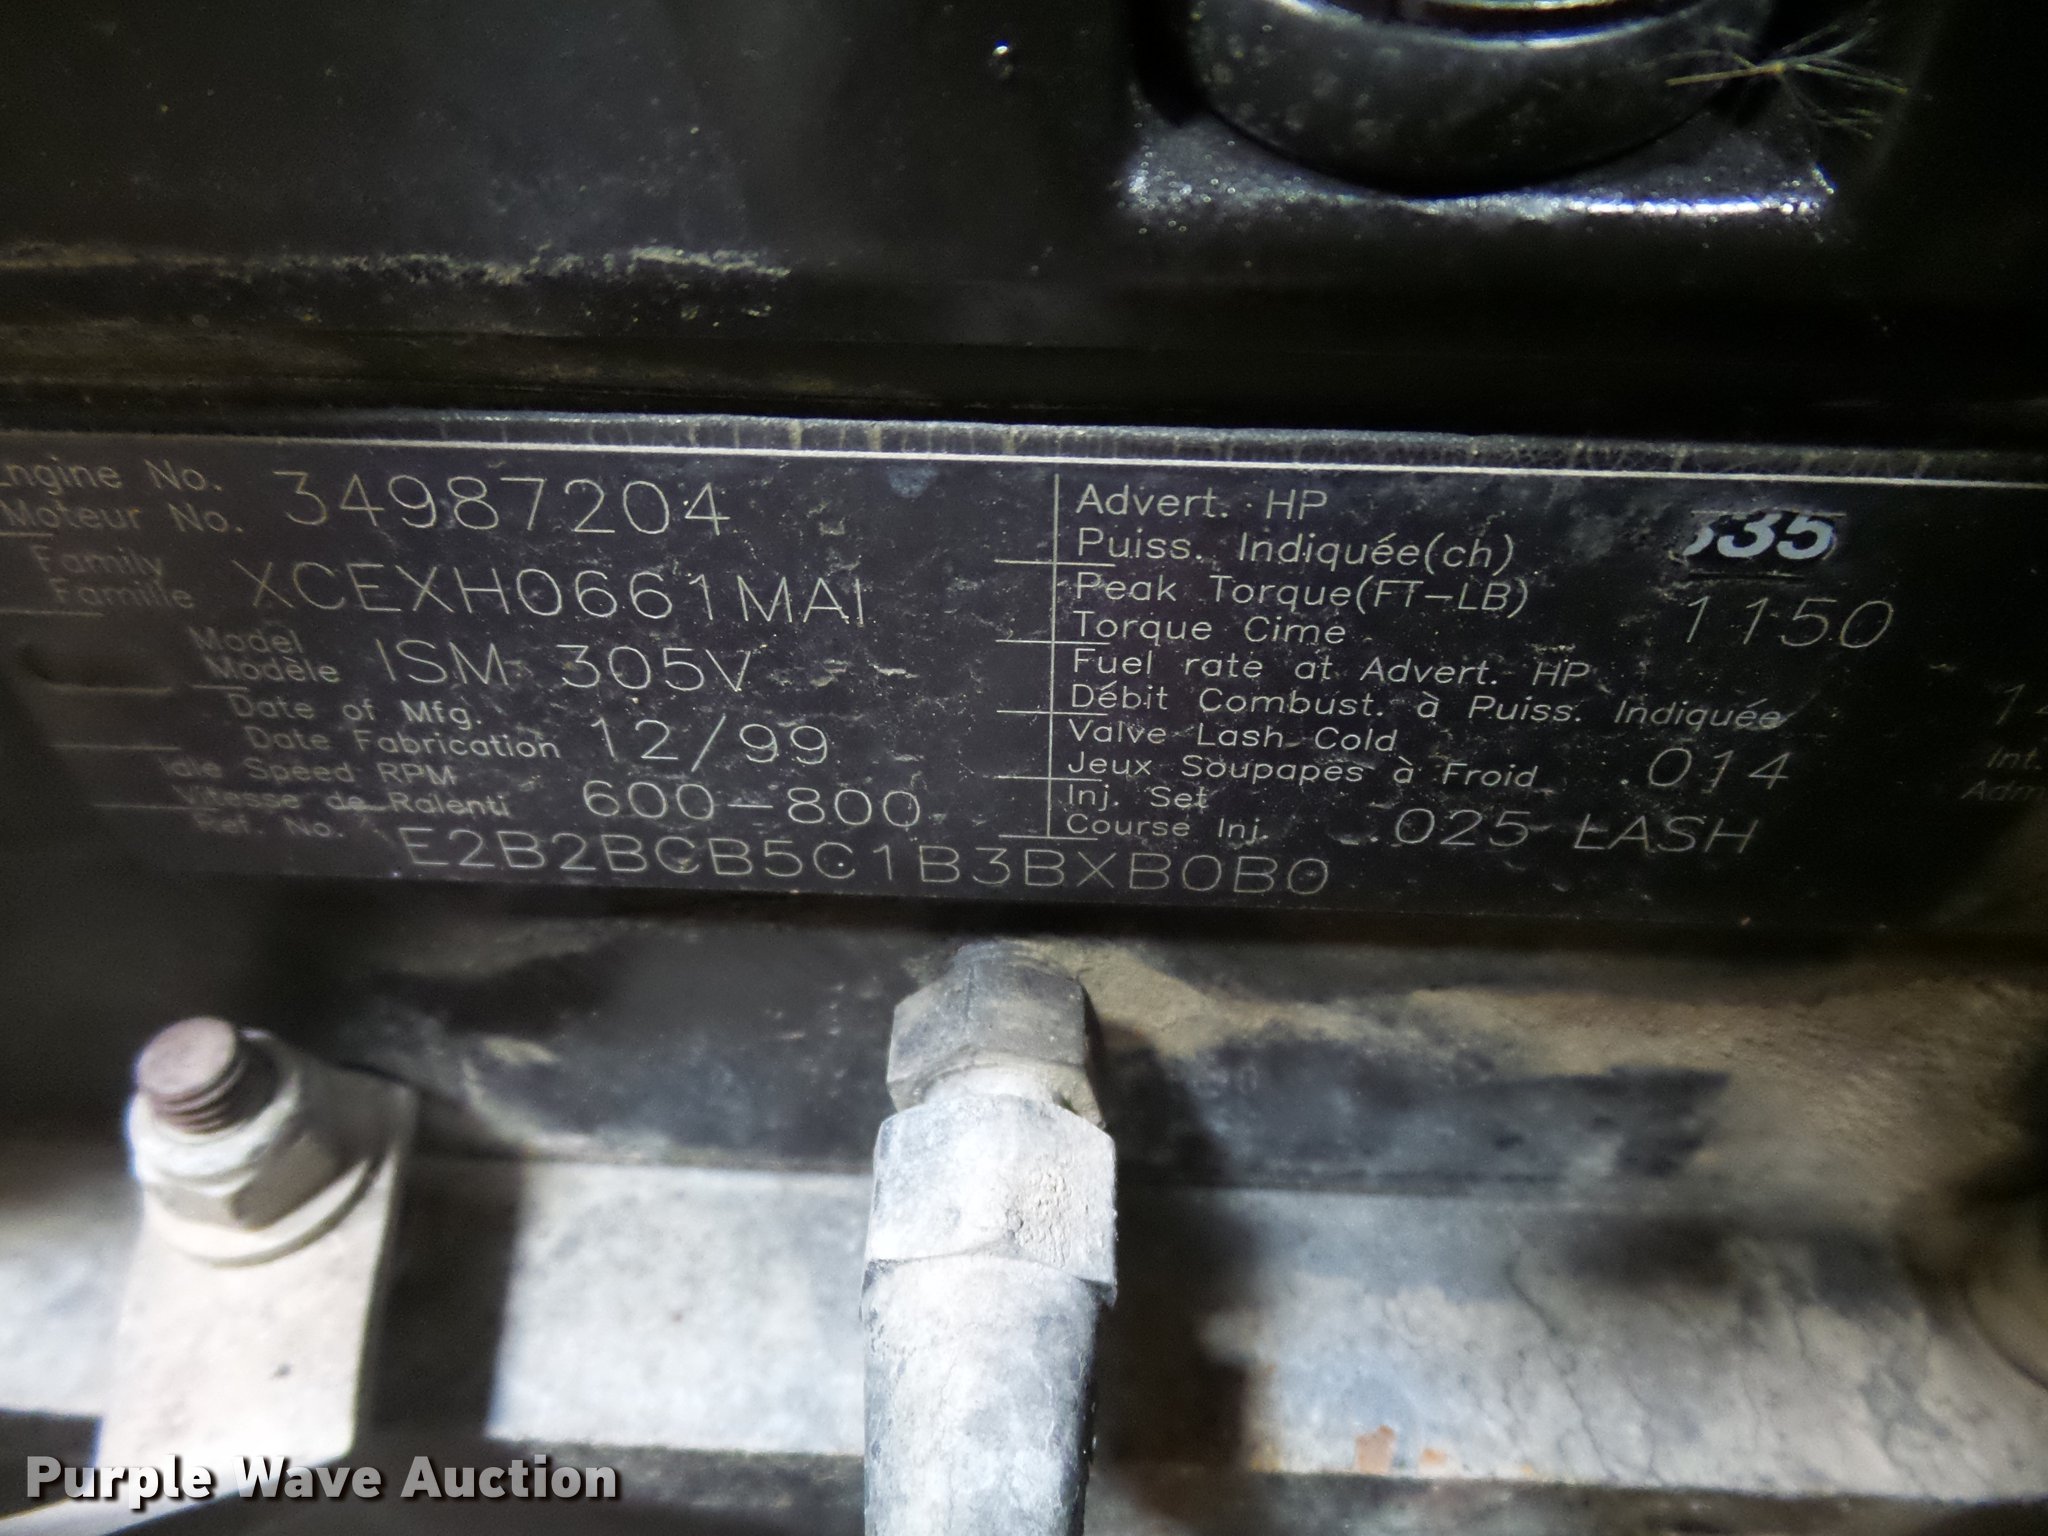 Engine No. 34987204
Moteur No.
Family XCEXH0661MAI
Famille
Model ISM 305V
Modèle
Date of Mfg. 12/99
Date Fabrication
Idle Speed RPM 600-800
Vitesse de Ralenti
Ref. No. E2B2BCB5C1B3BXB0B0
Advert. HP 335
Puiss. Indiquée(ch)
Peak Torque(FT-LB) 1150
Torque Cime
Fuel rate at Advert. HP
Débit Combust. à Puiss. Indiquée
Valve Lash Cold .014 Int.
Jeux Soupapes à Froid Adm
Inj. Set .025 LASH
Course Inj.
Purple Wave Auction